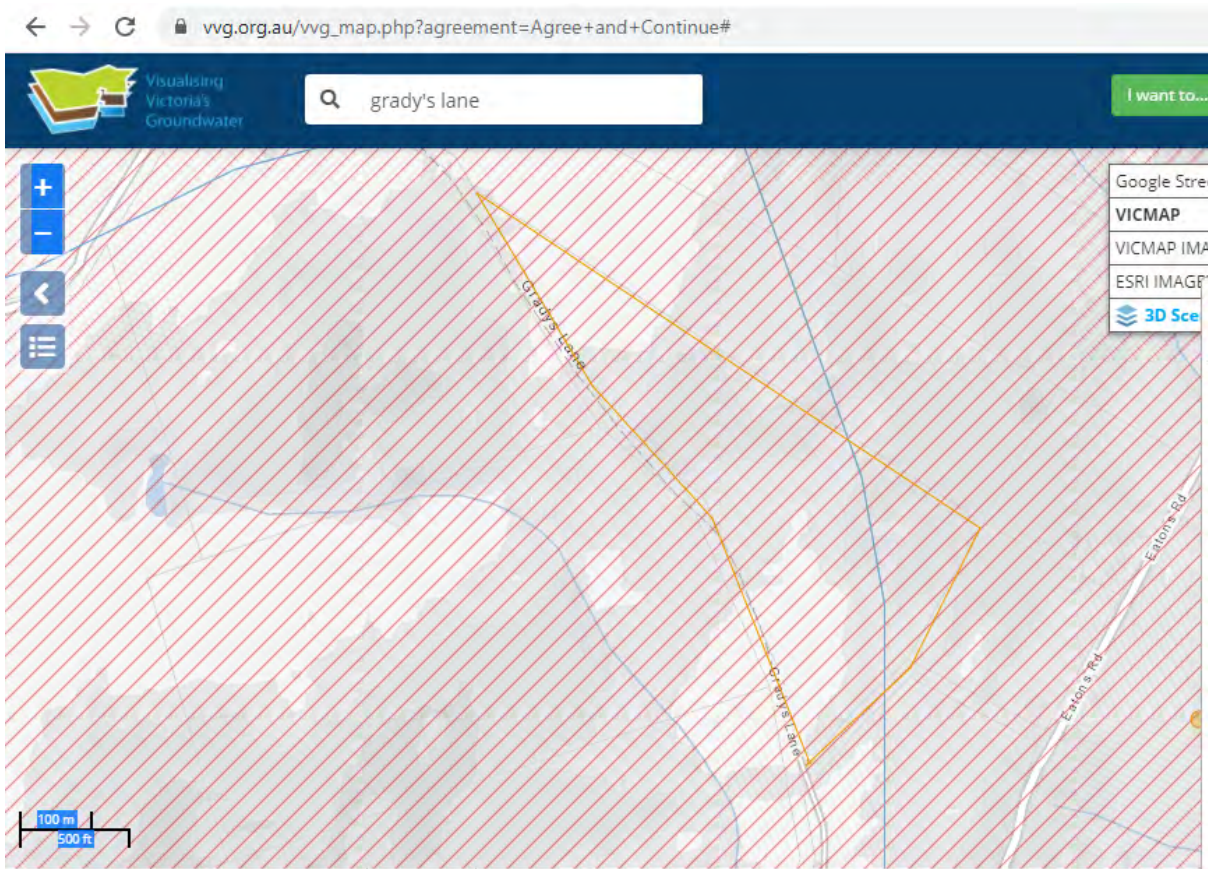 vvg.org.au/vvg_map.php?agreement=Agree+and+Continue#
Visualising
Victoria's
Groundwater
grady's lane
I want to...
+
−
Google Stre
VICMAP
VICMAP IMA
ESRI IMAGE
3D Sce
Gradys Lane
Eatons Rd
Gradys Lane
Eatons Rd
100 m
500 ft